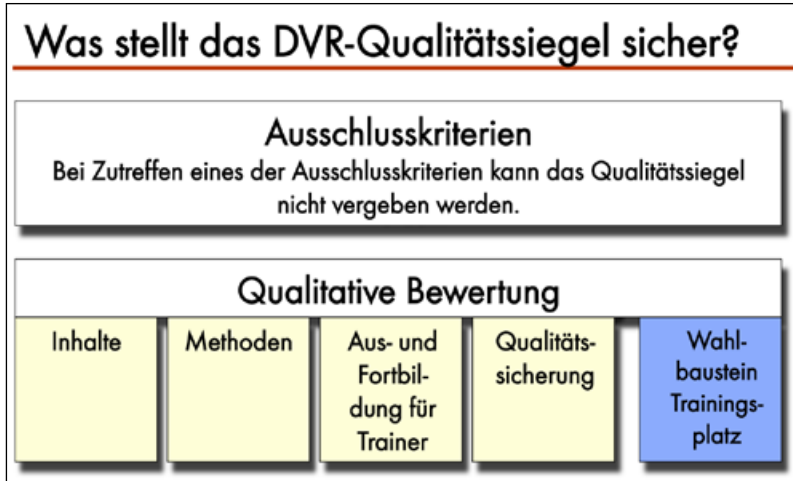 Was stellt das DVR-Qualitätssiegel sicher?
Ausschlusskriterien
Bei Zutreffen eines der Ausschlusskriterien kann das Qualitätssiegel
nicht vergeben werden.
Qualitative Bewertung
Inhalte
Methoden
Aus- und
Fortbil-
dung für
Trainer
Qualitäts-
sicherung
Wahl-
baustein
Trainings-
platz